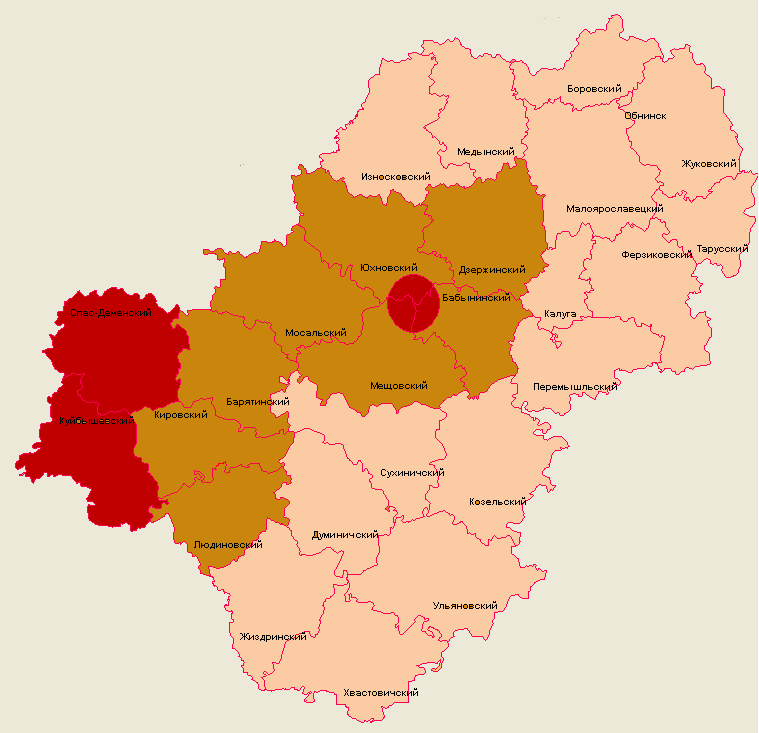 Боровский
Обнинск
Медынский
Жуковский
Износковский
Малоярославецкий
Тарусский
Ферзиковский
Юхновский
Дзержинский
Бабынинский
Спас-Деменский
Калуга
Мосальский
Мещовский
Перемышльский
Барятинский
Кировский
Куйбышевский
Сухиничский
Козельский
Думиничский
Людиновский
Ульяновский
Жиздринский
Хвастовичский